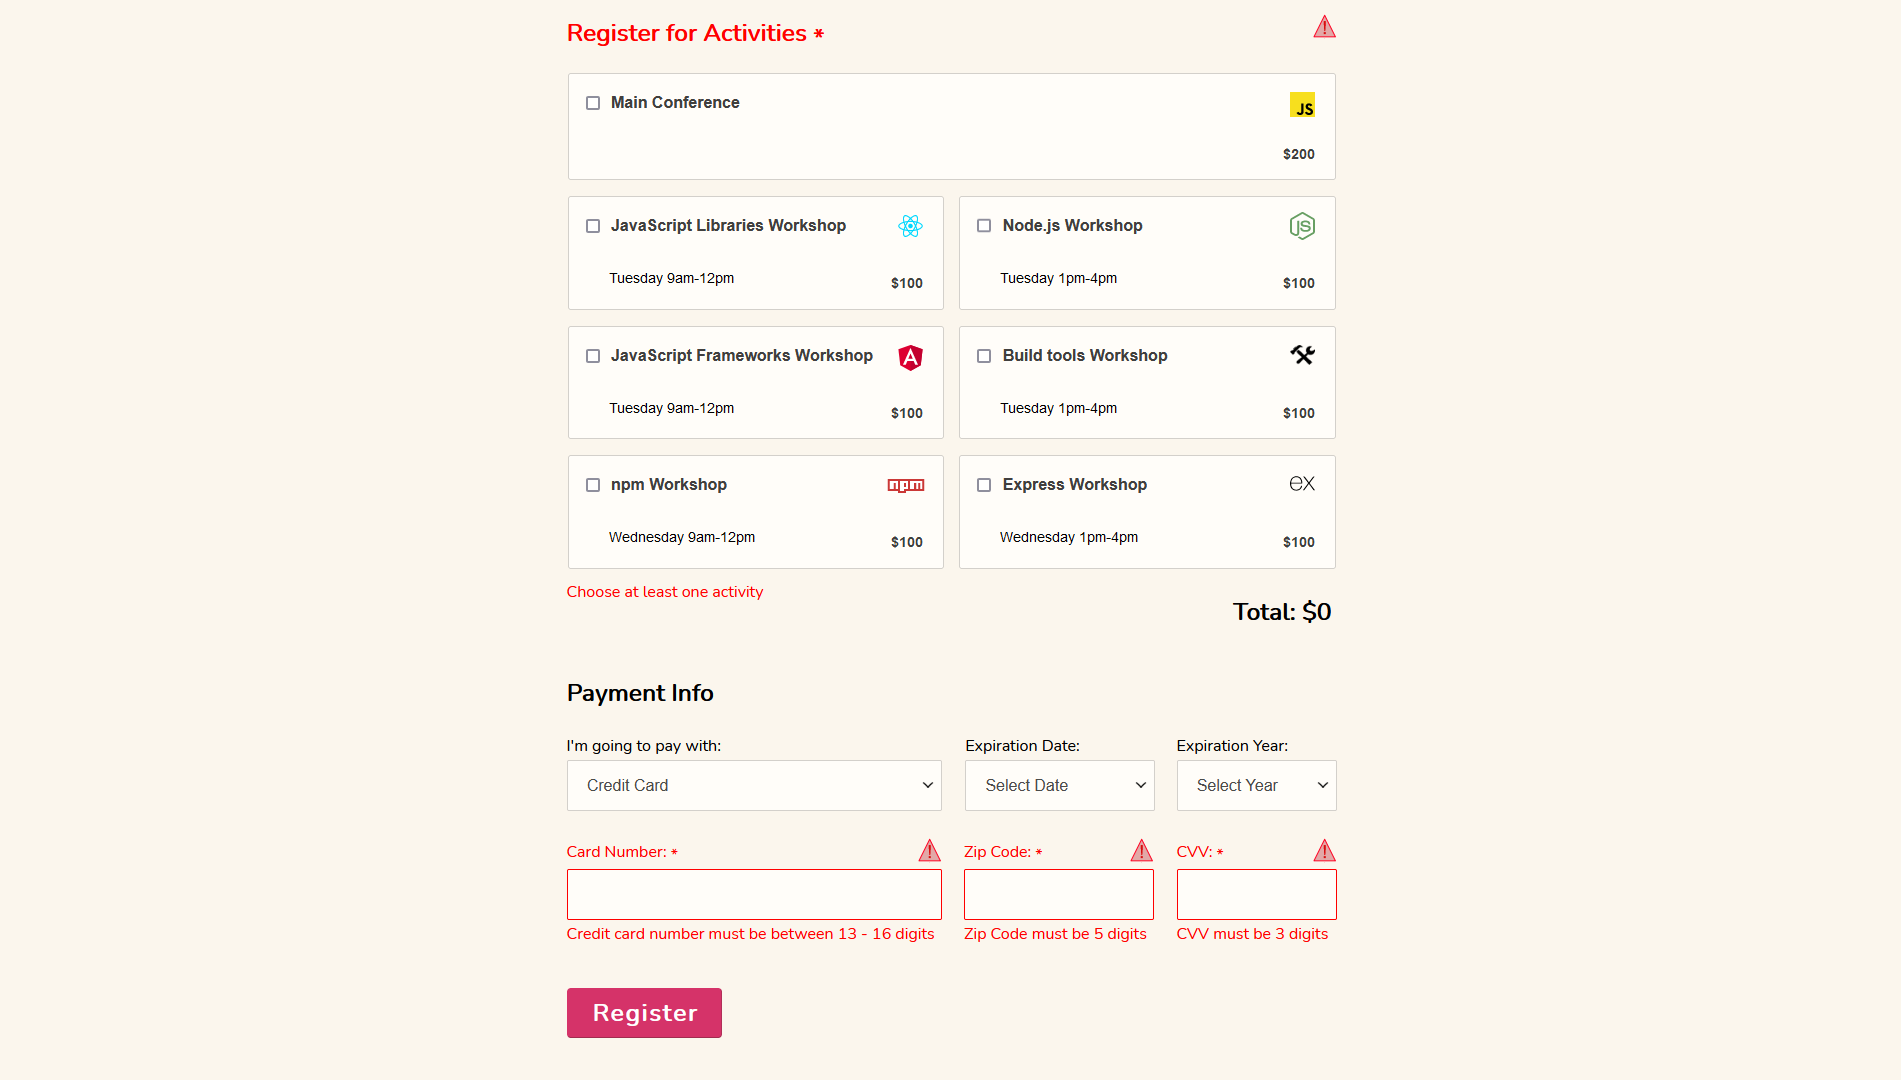 Register for Activities *
Main Conference
JS
$200
JavaScript Libraries Workshop
Tuesday 9am-12pm
$100
Node.js Workshop
JS
Tuesday 1pm-4pm
$100
JavaScript Frameworks Workshop
A
Tuesday 9am-12pm
$100
Build tools Workshop
Tuesday 1pm-4pm
$100
npm Workshop
npm
Wednesday 9am-12pm
$100
Express Workshop
ex
Wednesday 1pm-4pm
$100
Choose at least one activity
Total: $0
Payment Info
I'm going to pay with:
Credit Card
Expiration Date:
Select Date
Expiration Year:
Select Year
Card Number: *
Credit card number must be between 13 - 16 digits
Zip Code: *
Zip Code must be 5 digits
CVV: *
CVV must be 3 digits
Register